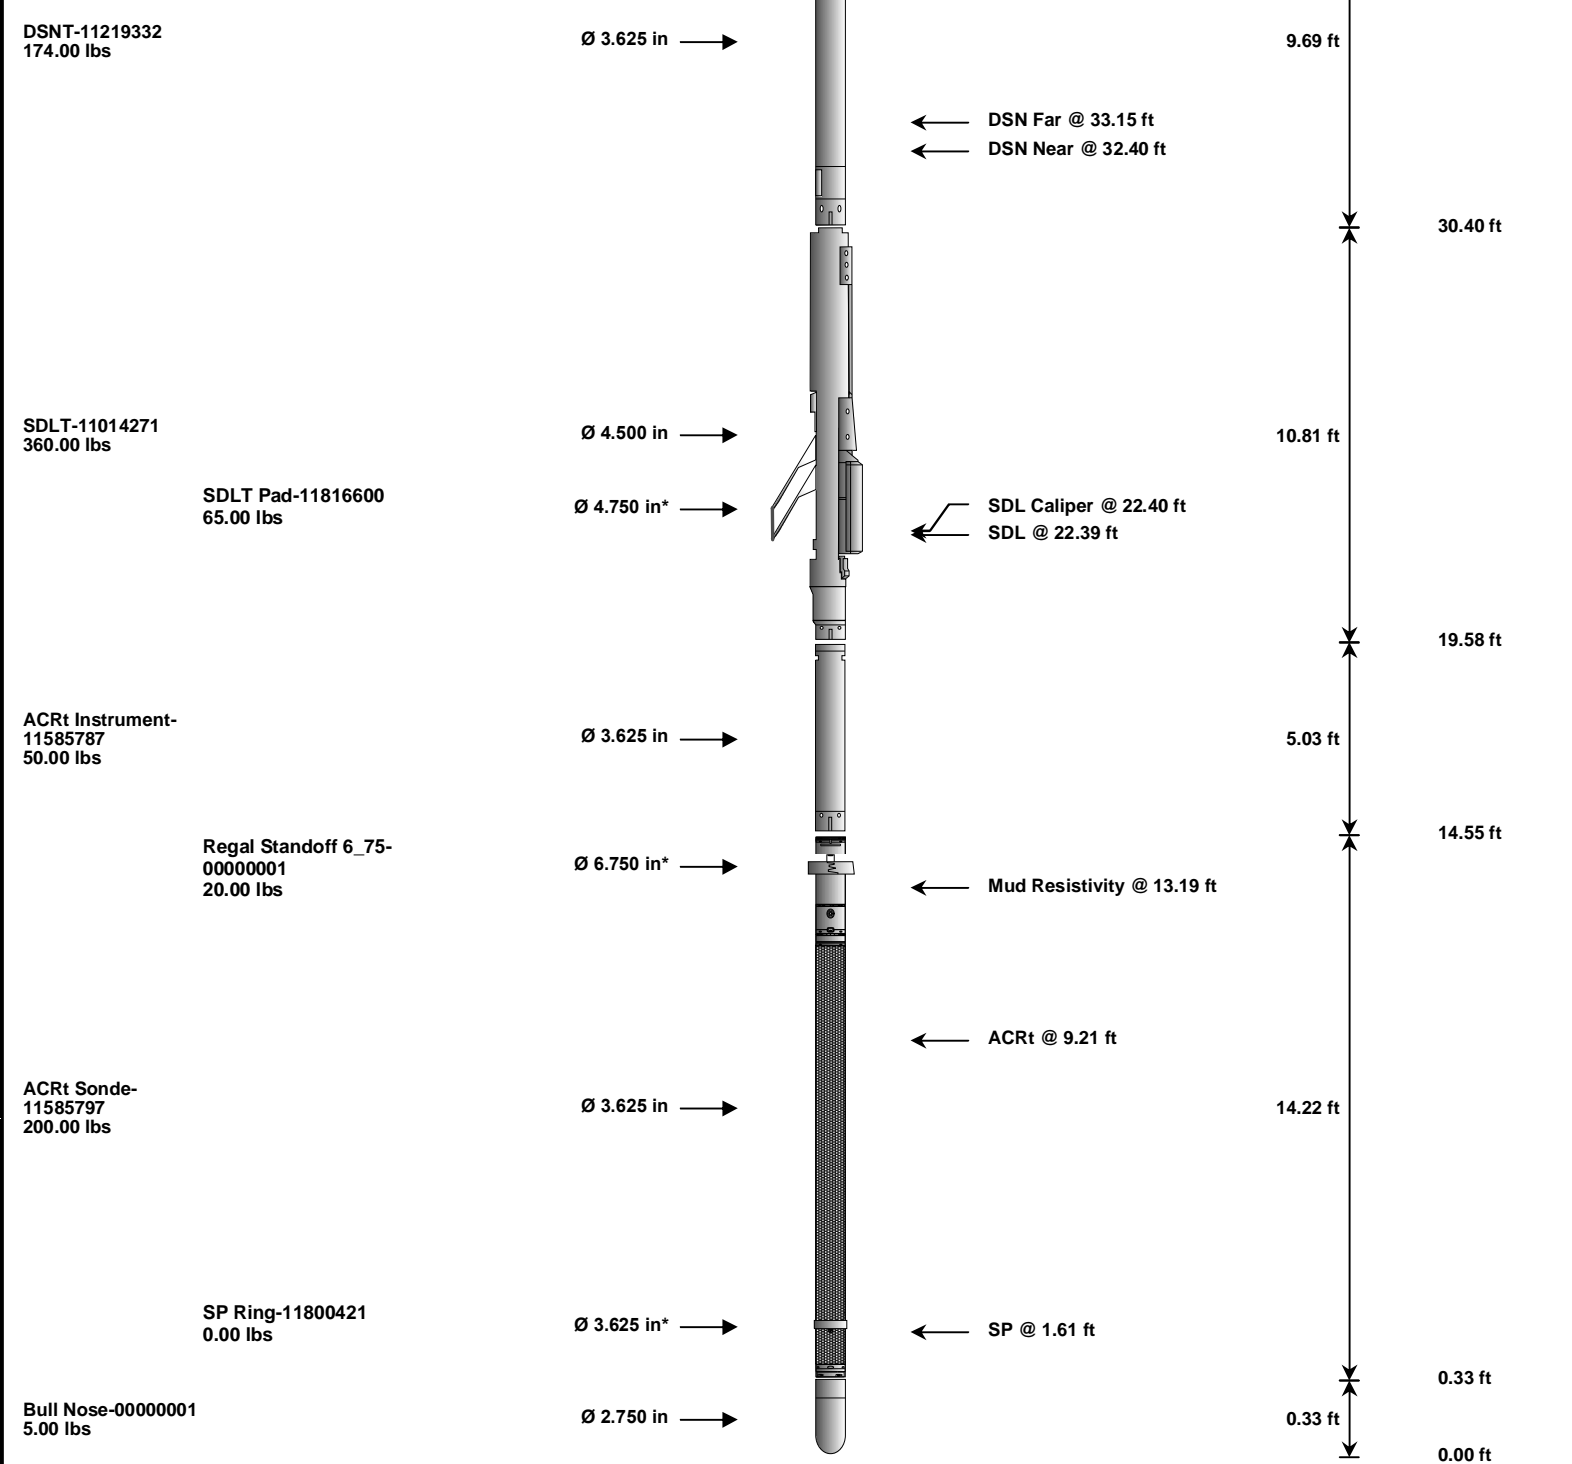 DSNT-11219332
174.00 lbs
Ø 3.625 in
9.69 ft
DSN Far @ 33.15 ft
DSN Near @ 32.40 ft
30.40 ft
SDLT-11014271
360.00 lbs
Ø 4.500 in
10.81 ft
SDLT Pad-11816600
65.00 lbs
Ø 4.750 in*
SDL Caliper @ 22.40 ft
SDL @ 22.39 ft
19.58 ft
ACRt Instrument-
11585787
50.00 lbs
Ø 3.625 in
5.03 ft
14.55 ft
Regal Standoff 6_75-
00000001
20.00 lbs
Ø 6.750 in*
Mud Resistivity @ 13.19 ft
ACRt @ 9.21 ft
ACRt Sonde-
11585797
200.00 lbs
Ø 3.625 in
14.22 ft
SP Ring-11800421
0.00 lbs
Ø 3.625 in*
SP @ 1.61 ft
0.33 ft
Bull Nose-00000001
5.00 lbs
Ø 2.750 in
0.33 ft
0.00 ft